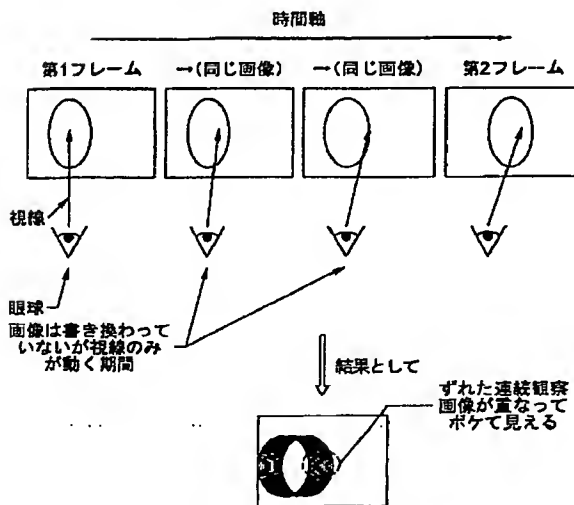 時間軸
第1フレーム →(同じ画像) →(同じ画像) 第2フレーム
視線
眼球
画像は書き換わって
いないが視線のみ
が動く期間
結果として
ずれた連続観察
画像が重なって
ボケて見える